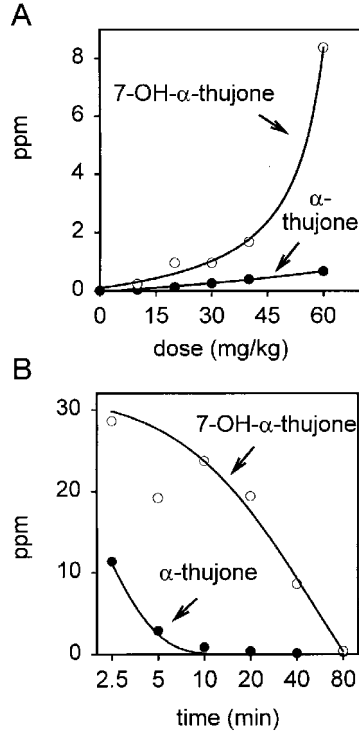 A
8
6
4
2
0
ppm
7-OH-α-thujone
α-
thujone
0 15 30 45 60
dose (mg/kg)
B
30
20
10
0
ppm
7-OH-α-thujone
α-thujone
2.5 5 10 20 40 80
time (min)